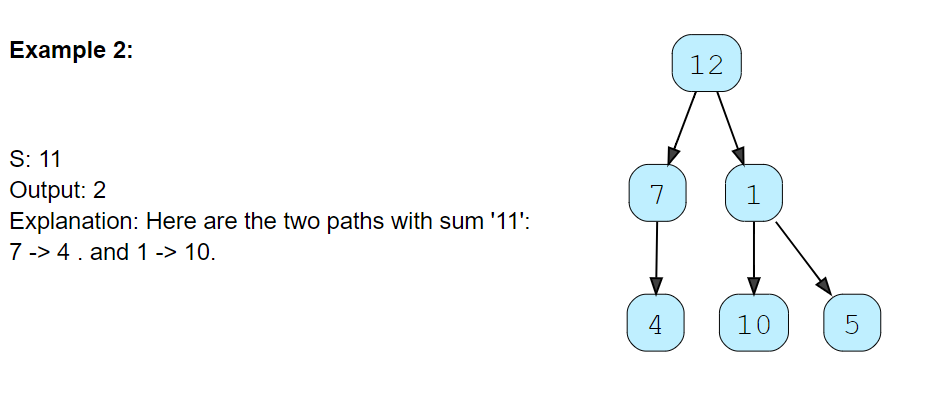 Example 2:
S: 11
Output: 2
Explanation: Here are the two paths with sum '11':
7 -> 4 . and 1 -> 10.
12
7 1
4 10 5